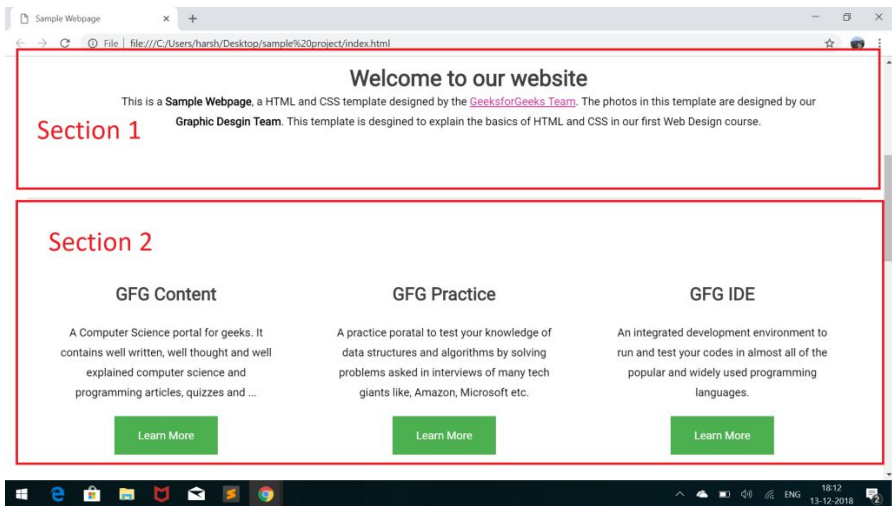 Sample Webpage
File | file:///C:/Users/harsh/Desktop/sample%20project/index.html
Welcome to our website
This is a Sample Webpage, a HTML and CSS template designed by the GeeksforGeeks Team. The photos in this template are designed by our
Graphic Desgin Team. This template is desgined to explain the basics of HTML and CSS in our first Web Design course.
Section 1
Section 2
GFG Content
A Computer Science portal for geeks. It
contains well written, well thought and well
explained computer science and
programming articles, quizzes and ...
Learn More
GFG Practice
A practice poratal to test your knowledge of
data structures and algorithms by solving
problems asked in interviews of many tech
giants like, Amazon, Microsoft etc.
Learn More
GFG IDE
An integrated development environment to
run and test your codes in almost all of the
popular and widely used programming
languages.
Learn More
ENG
18:12
13-12-2018
2